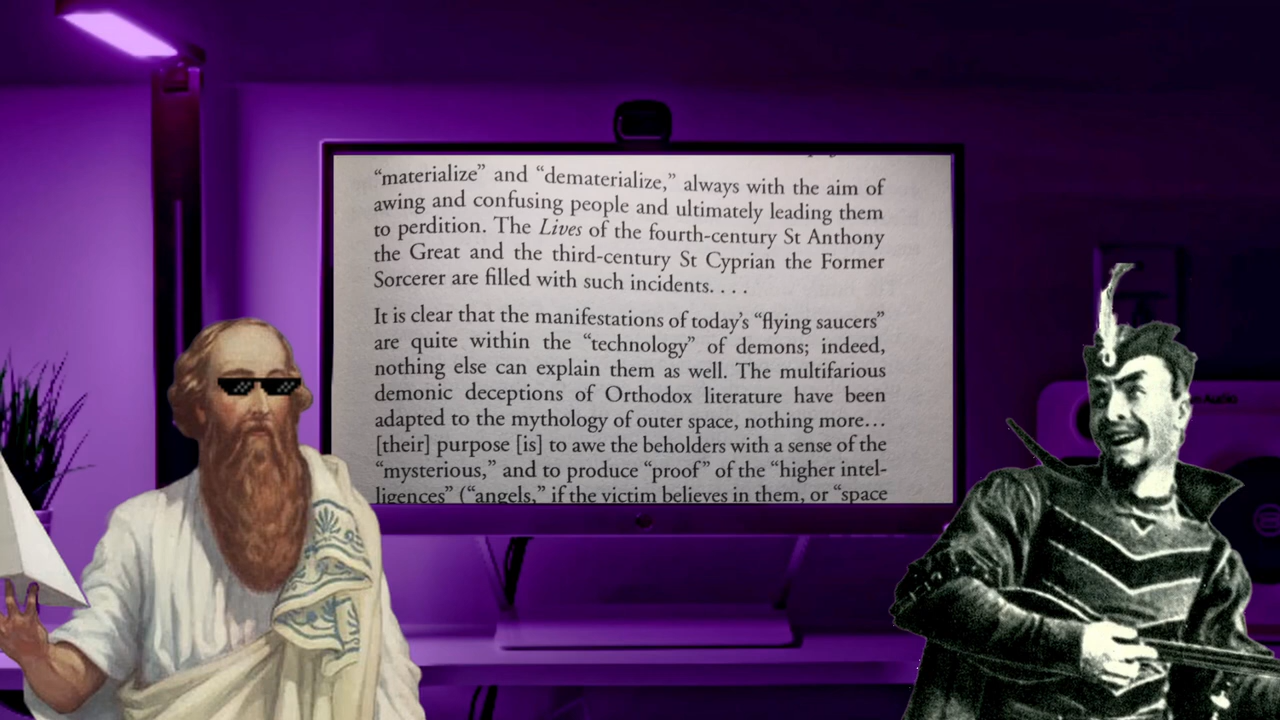 “materialize” and “dematerialize,” always with the aim of
awing and confusing people and ultimately leading them
to perdition. The Lives of the fourth-century St Anthony
the Great and the third-century St Cyprian the Former
Sorcerer are filled with such incidents. . . .
It is clear that the manifestations of today’s “flying saucers”
are quite within the “technology” of demons; indeed,
nothing else can explain them as well. The multifarious
demonic deceptions of Orthodox literature have been
adapted to the mythology of outer space, nothing more…
[their] purpose [is] to awe the beholders with a sense of the
“mysterious,” and to produce “proof” of the “higher intel-
ligences” (“angels,” if the victim believes in them, or “space
Audio